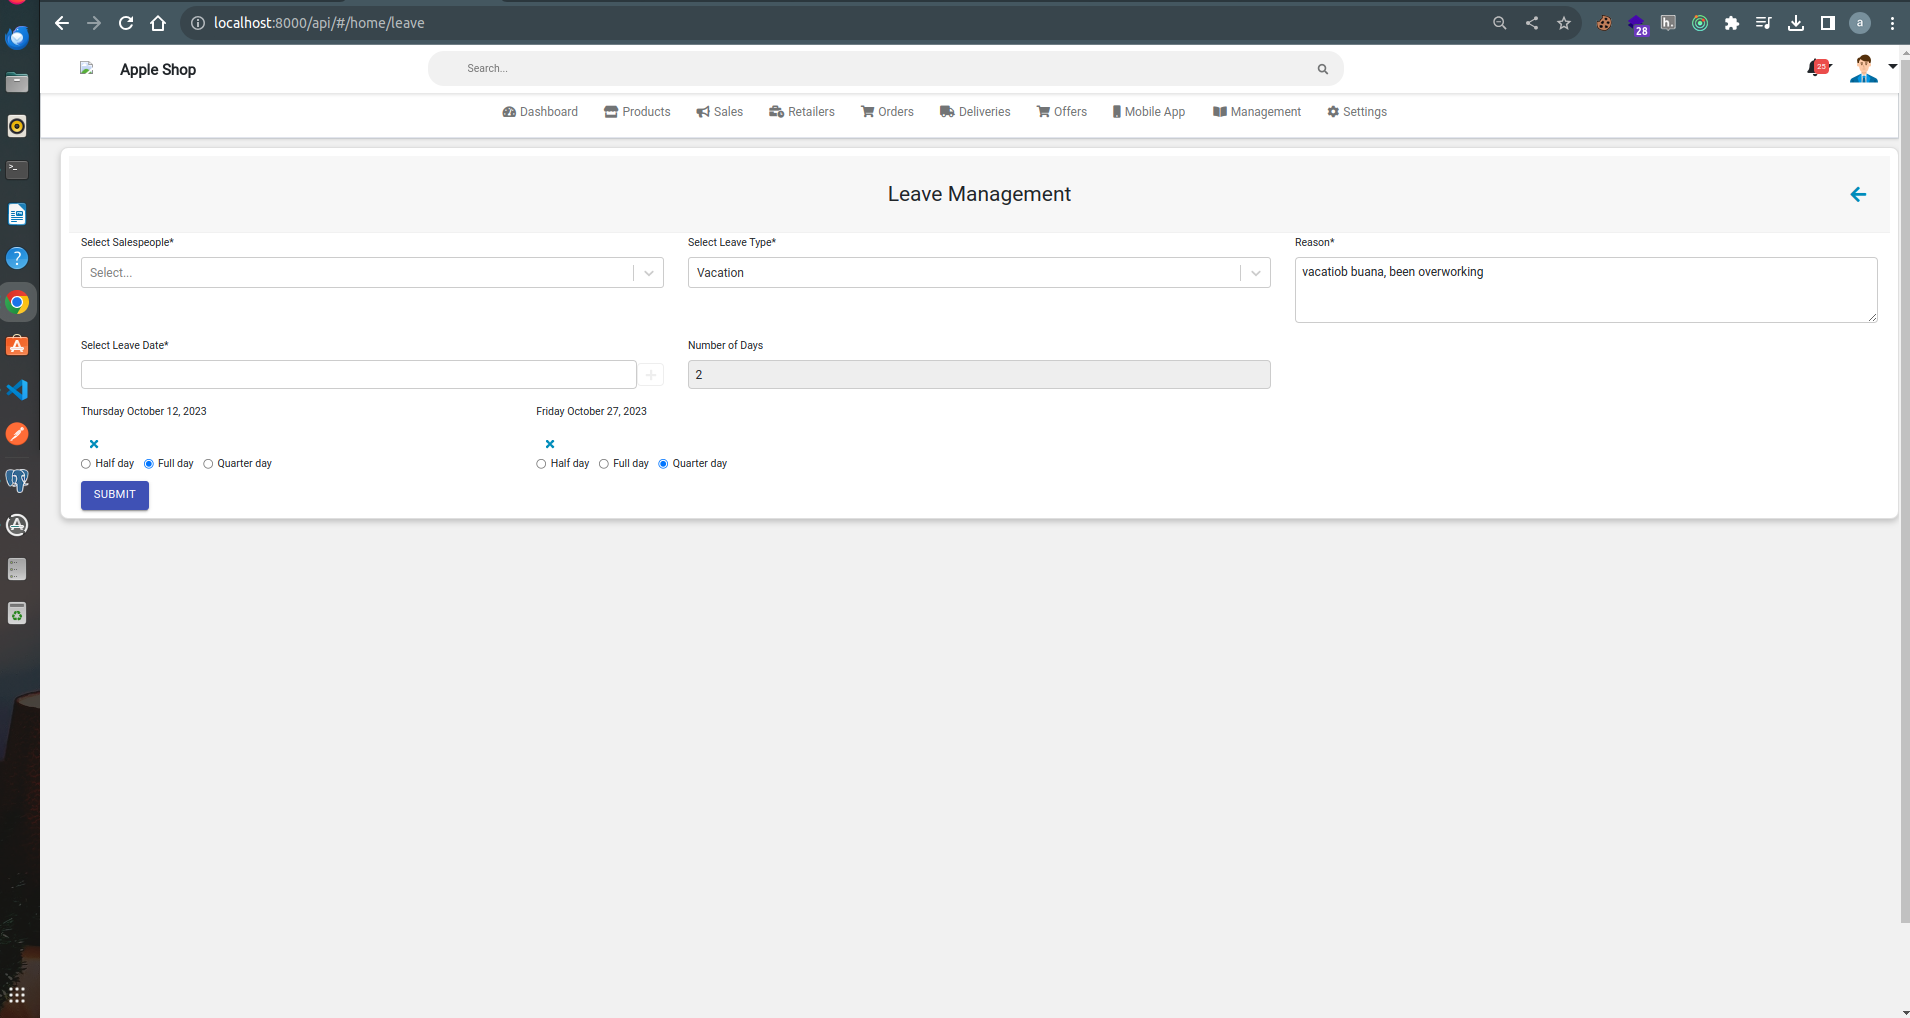 localhost:8000/api/#/home/leave
28
h.
a
Apple Shop
Search...
25
Dashboard Products Sales Retailers Orders Deliveries Offers Mobile App Management Settings
Leave Management
Select Salespeople* Select Leave Type* Reason*
Select... Vacation vacatiob buana, been overworking
Select Leave Date* Number of Days
2
Thursday October 12, 2023 Friday October 27, 2023
Half day Full day Quarter day Half day Full day Quarter day
SUBMIT